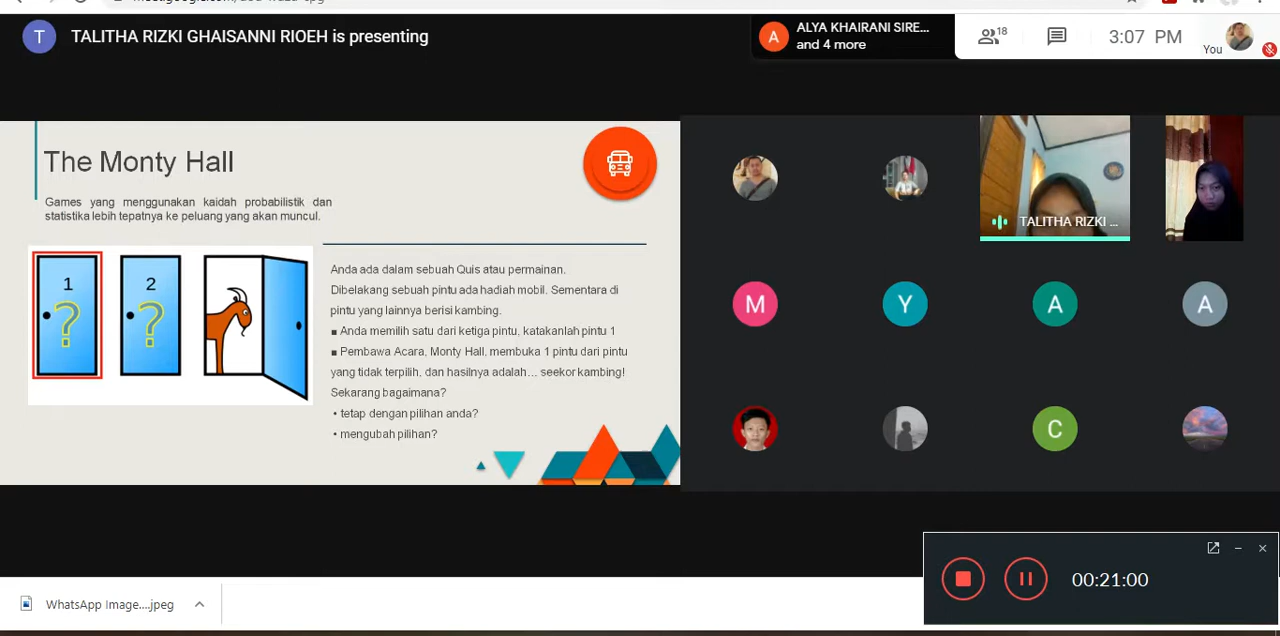 T
TALITHA RIZKI GHAISANNI RIOEH is presenting
A
ALYA KHAIRANI SIRE...
and 4 more
18
3:07 PM
You
The Monty Hall
Games yang menggunakan kaidah probabilistik dan
statistika lebih tepatnya ke peluang yang akan muncul.
1
?
2
?
Anda ada dalam sebuah Quis atau permainan.
Dibelakang sebuah pintu ada hadiah mobil. Sementara di
pintu yang lainnya berisi kambing.
■ Anda memilih satu dari ketiga pintu, katakanlah pintu 1
■ Pembawa Acara, Monty Hall, membuka 1 pintu dari pintu
yang tidak terpilih, dan hasilnya adalah… seekor kambing!
Sekarang bagaimana?
• tetap dengan pilihan anda?
• mengubah pilihan?
TALITHA RIZKI ...
M
Y
A
A
C
00:21:00
WhatsApp Image....jpeg